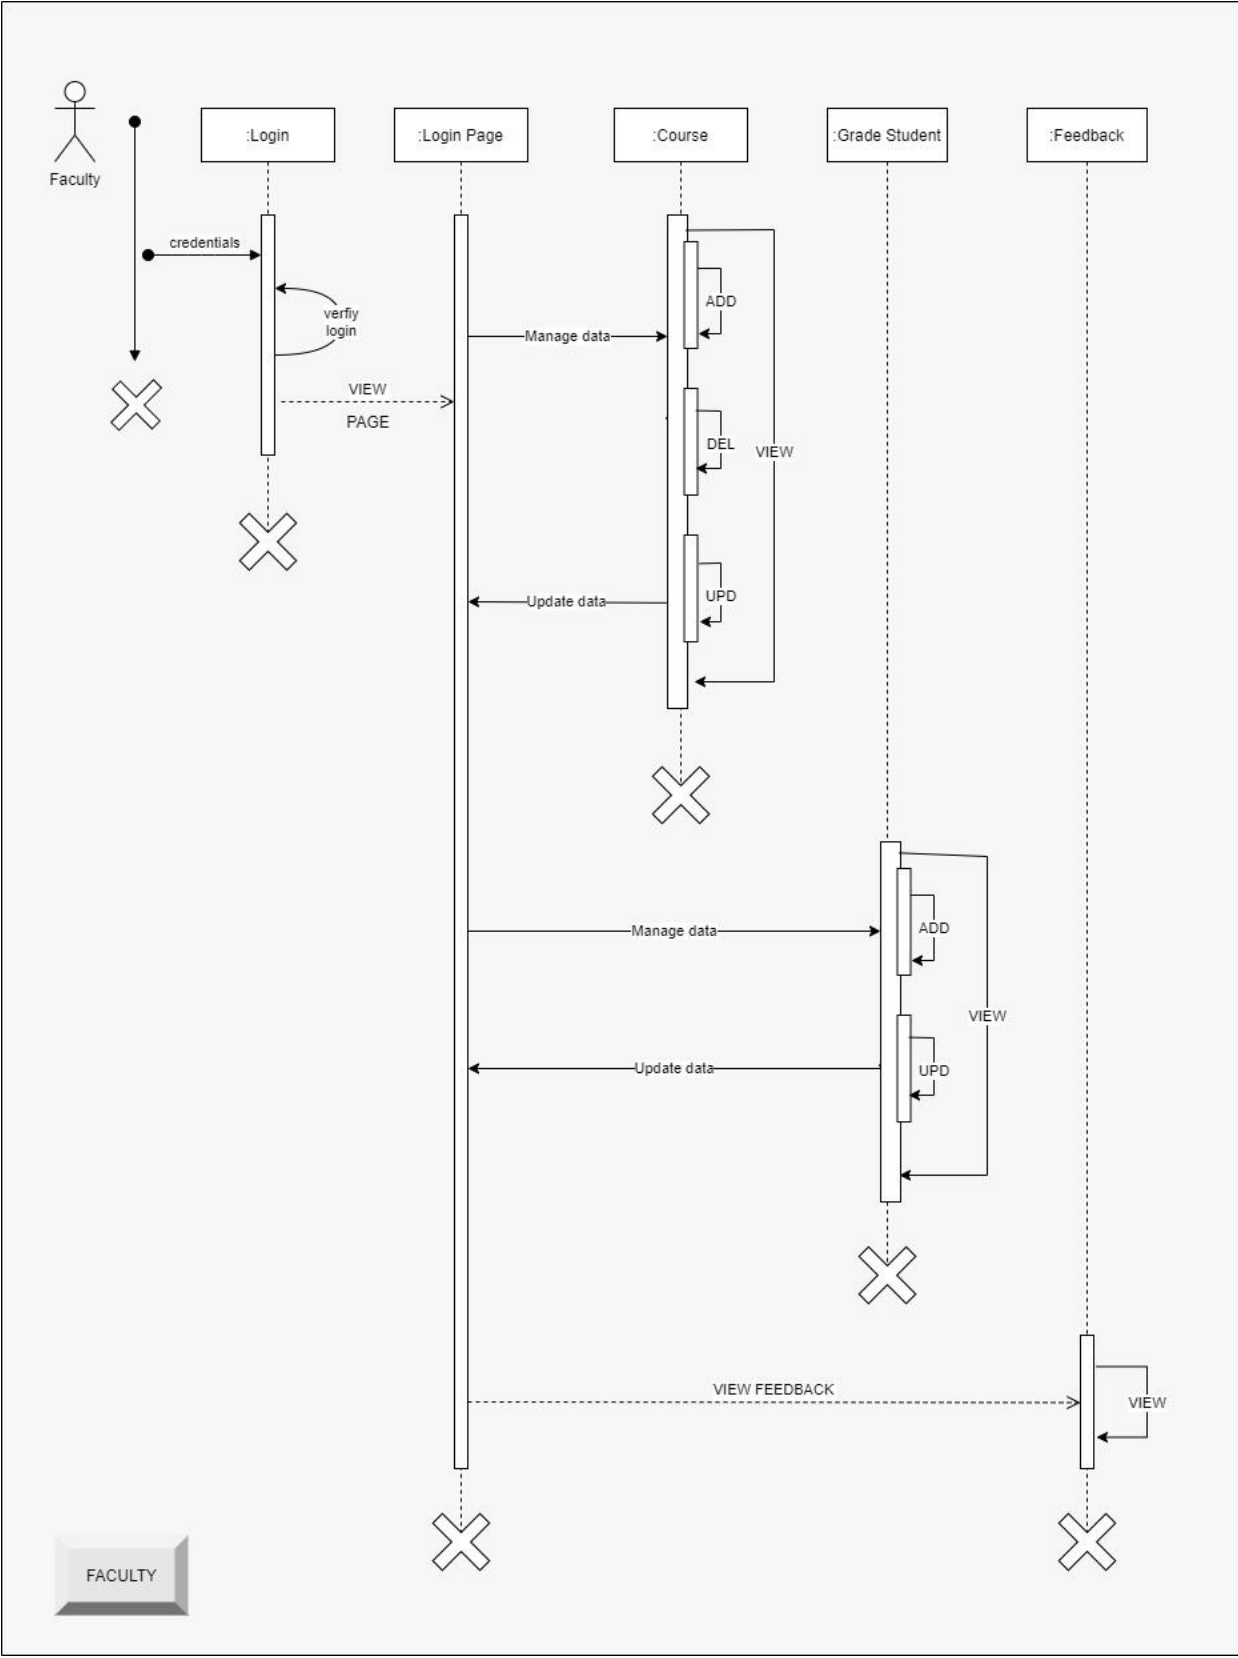 :Login
:Login Page
:Course
:Grade Student
:Feedback
Faculty
credentials
verfiy
login
VIEW
PAGE
Manage data
ADD
DEL
VIEW
Update data
UPD
Manage data
ADD
VIEW
Update data
UPD
VIEW FEEDBACK
VIEW
FACULTY